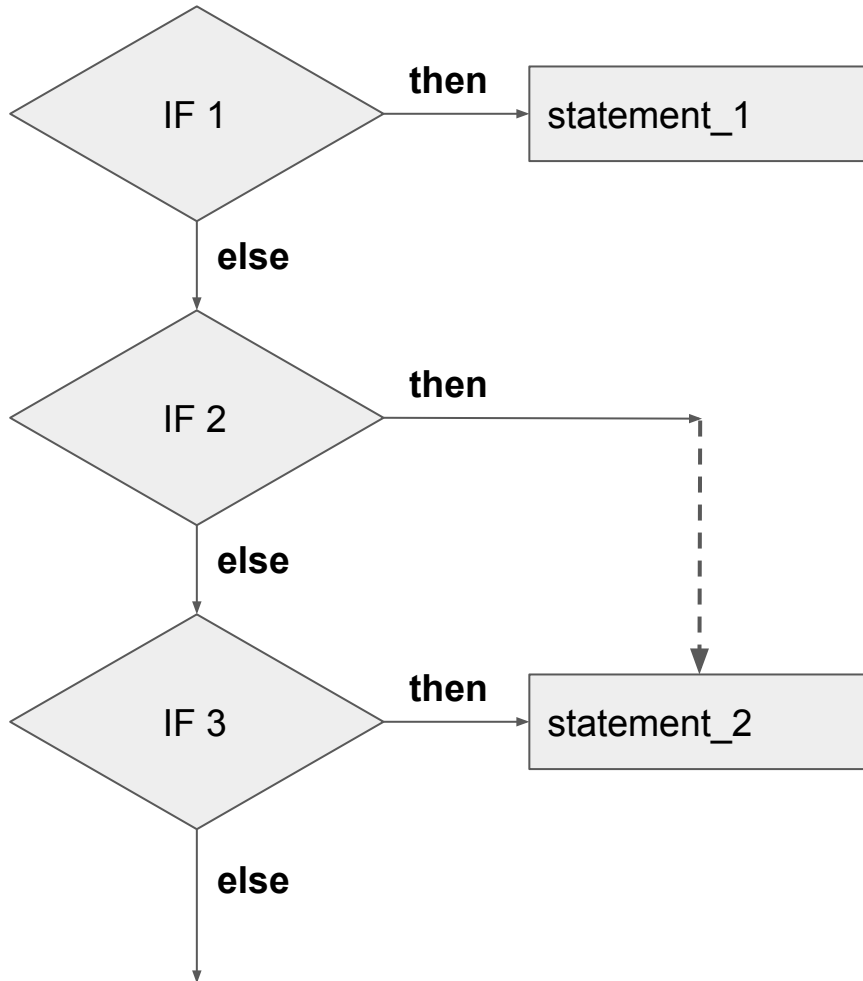 IF 1
then
statement_1
else
IF 2
then
else
IF 3
then
statement_2
else